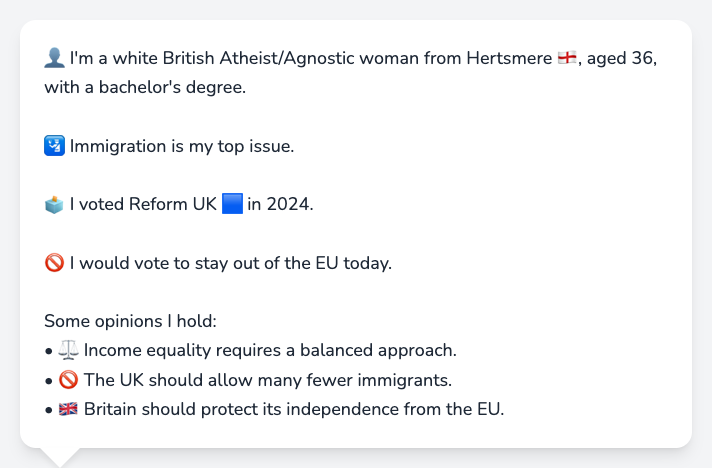 👤 I'm a white British Atheist/Agnostic woman from Hertsmere 🏴󠁧󠁢󠁥󠁮󠁧󠁿, aged 36,
with a bachelor's degree.
🛂 Immigration is my top issue.
🗳️ I voted Reform UK 🟦 in 2024.
🚫 I would vote to stay out of the EU today.
Some opinions I hold:
• ⚖️ Income equality requires a balanced approach.
• 🚫 The UK should allow many fewer immigrants.
• 🇬🇧 Britain should protect its independence from the EU.